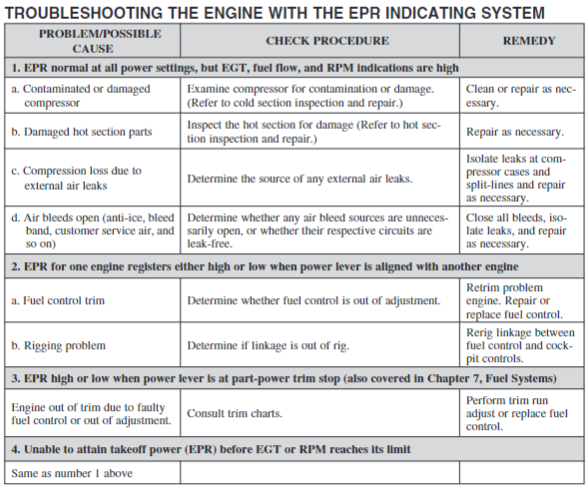 TROUBLESHOOTING THE ENGINE WITH THE EPR INDICATING SYSTEM
PROBLEM/POSSIBLE
CAUSE
CHECK PROCEDURE
REMEDY
1. EPR normal at all power settings, but EGT, fuel flow, and RPM indications are high
a. Contaminated or damaged
compressor
Examine compressor for contamination or damage.
(Refer to cold section inspection and repair.)
Clean or repair as nec-
essary.
b. Damaged hot section parts
Inspect the hot section for damage (Refer to hot sec-
tion inspection and repair.)
Repair as necessary.
c. Compression loss due to
external air leaks
Determine the source of any external air leaks.
Isolate leaks at com-
pressor cases and
split-lines and repair
as necessary.
d. Air bleeds open (anti-ice, bleed
band, customer service air, and
so on)
Determine whether any air bleed sources are unneces-
sarily open, or whether their respective circuits are
leak-free.
Close all bleeds, iso-
late leaks, and repair
as necessary.
2. EPR for one engine registers either high or low when power lever is aligned with another engine
a. Fuel control trim
Determine whether fuel control is out of adjustment.
Retrim problem
engine. Repair or
replace fuel control.
b. Rigging problem
Determine if linkage is out of rig.
Rerig linkage between
fuel control and cock-
pit controls.
3. EPR high or low when power lever is at part-power trim stop (also covered in Chapter 7, Fuel Systems)
Engine out of trim due to faulty
fuel control or out of adjustment.
Consult trim charts.
Perform trim run
adjust or replace fuel
control.
4. Unable to attain takeoff power (EPR) before EGT or RPM reaches its limit
Same as number 1 above